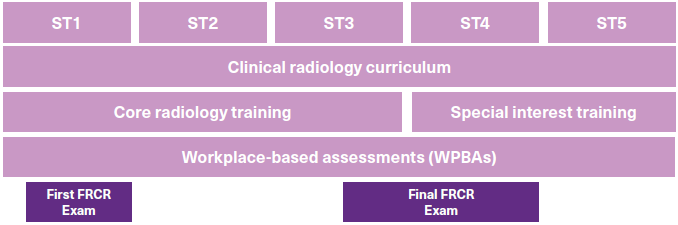 ST1 ST2 ST3 ST4 ST5
Clinical radiology curriculum
Core radiology training Special interest training
Workplace-based assessments (WPBAs)
First FRCR Final FRCR
Exam Exam